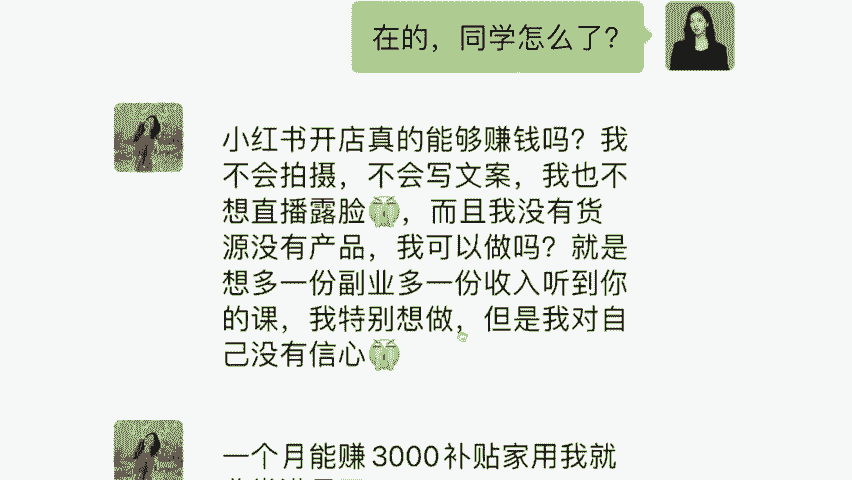 在的，同学怎么了？
小红书开店真的能够赚钱吗？我
不会拍摄，不会写文案，我也不
想直播露脸，而且我没有货
源没有产品，我可以做吗？就是
想多一份副业多一份收入听到你
的课，我特别想做，但是我对自
己没有信心
一个月能赚3000补贴家用我就